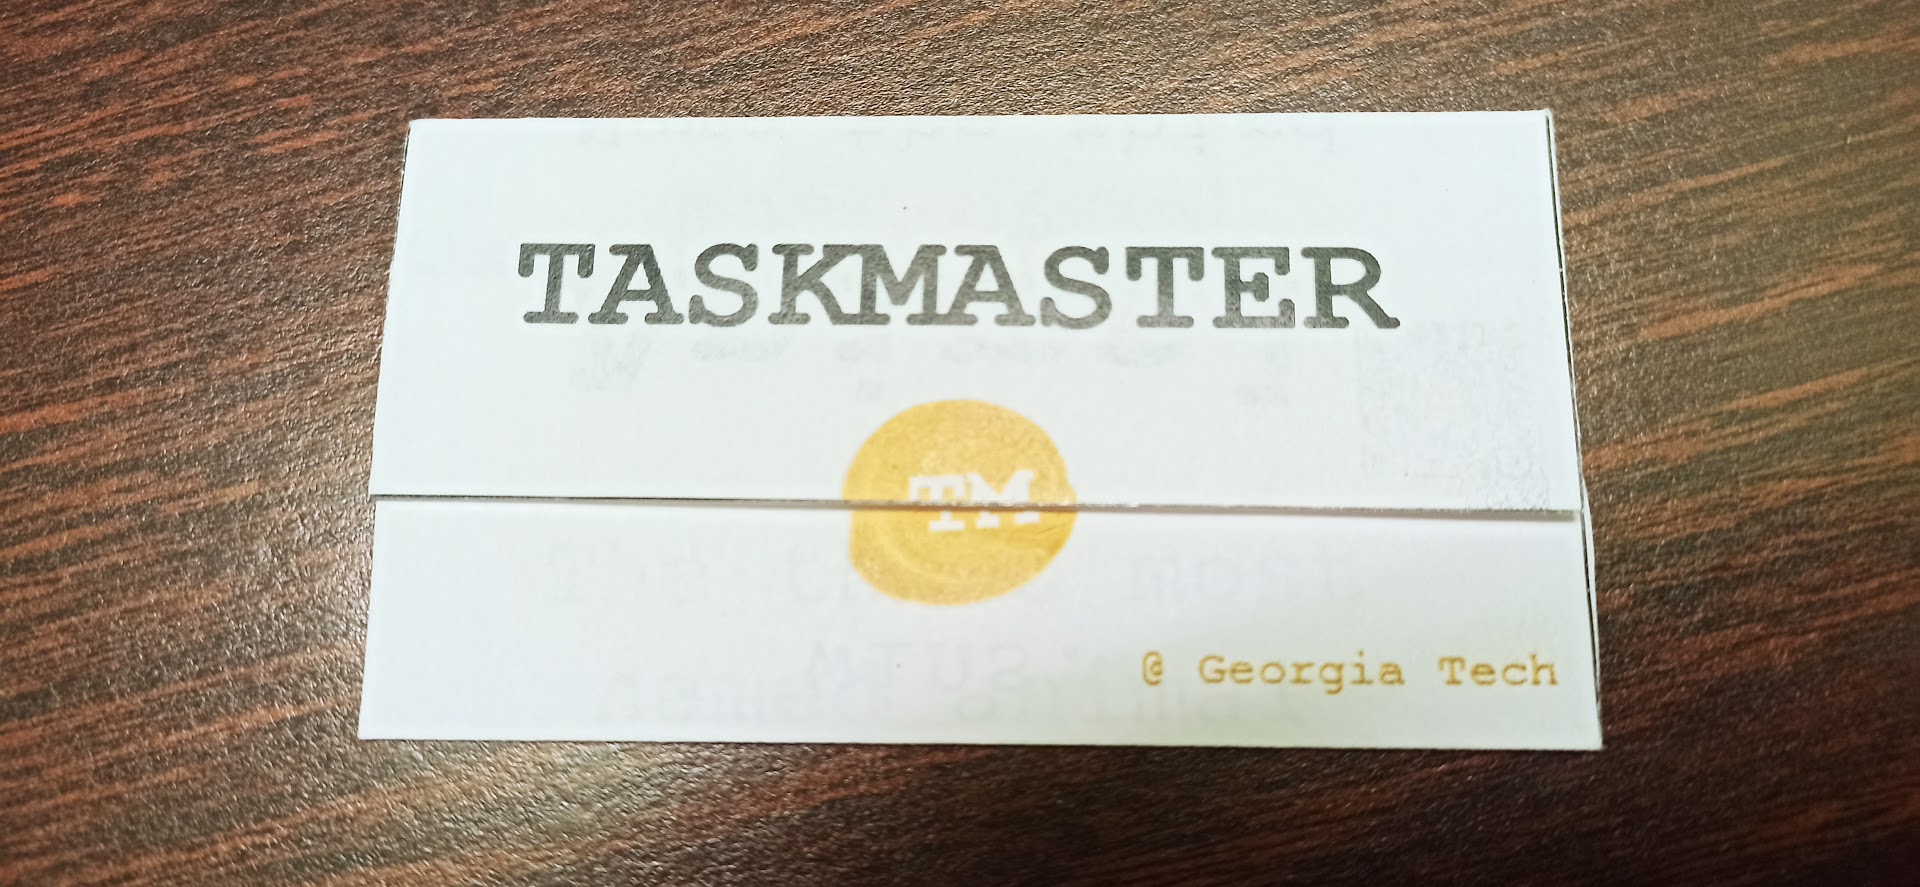 TASKMASTER
TM
@ Georgia Tech